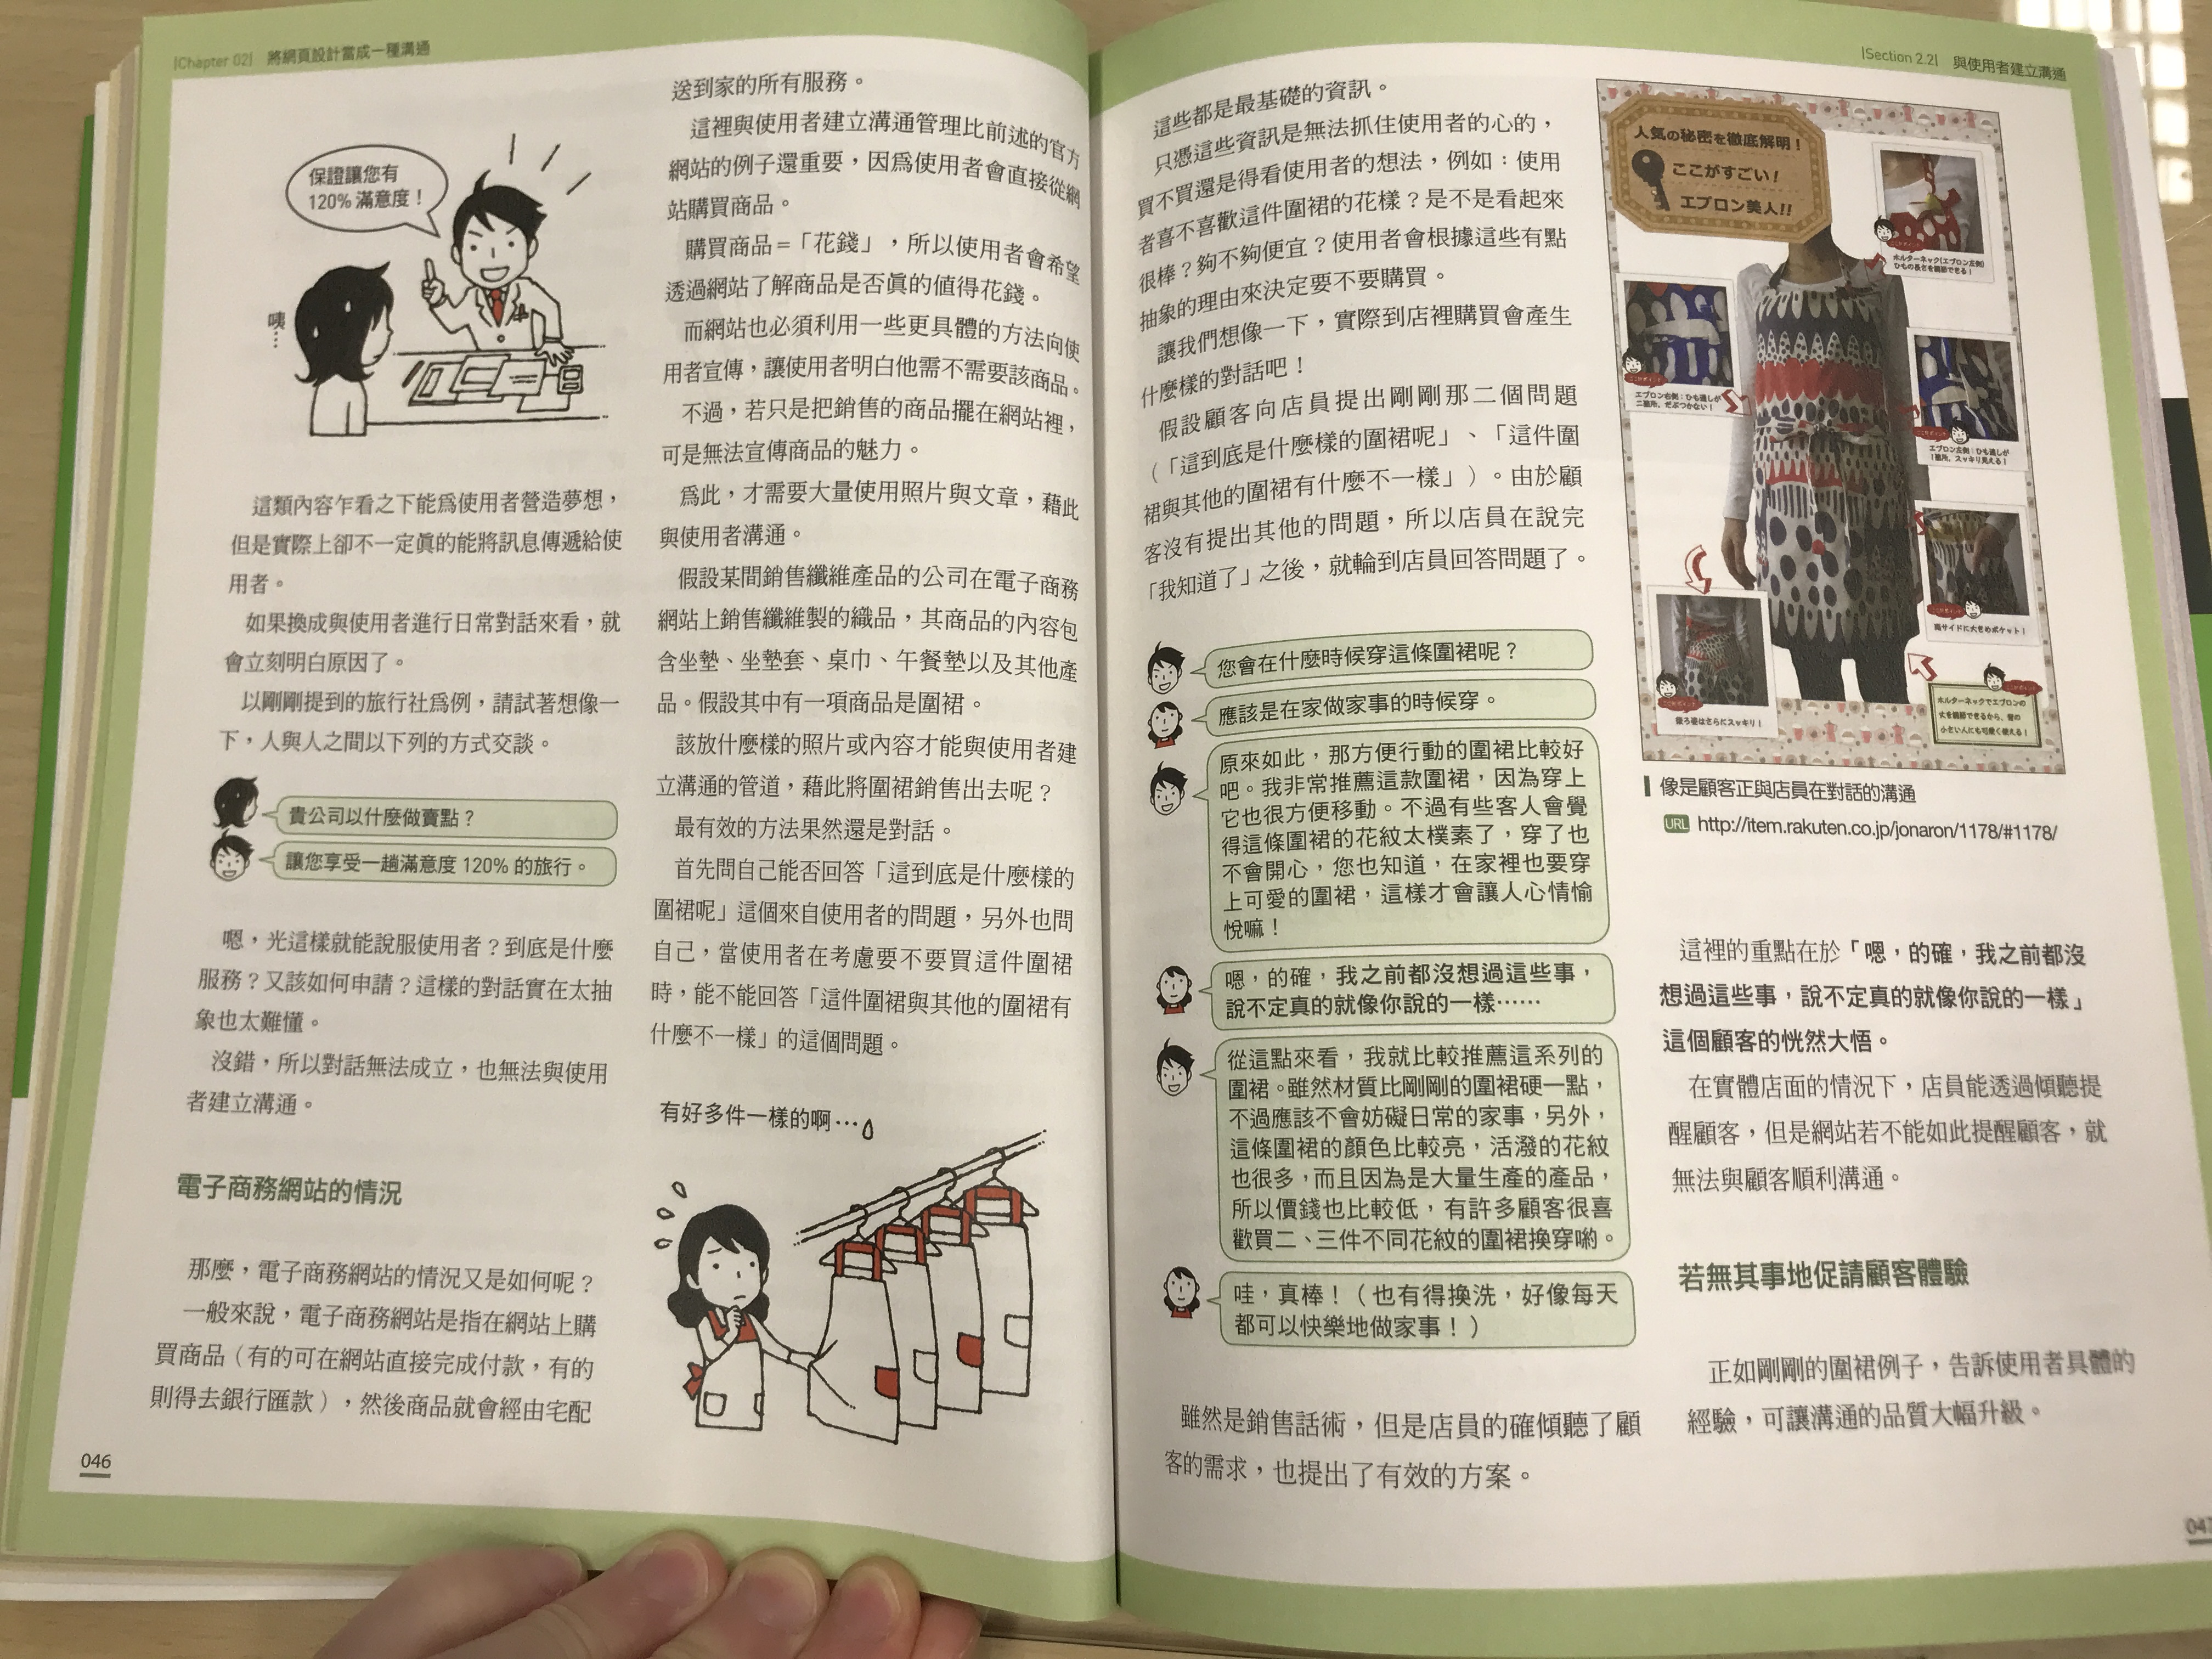 |Chapter 02| 將網頁設計當成一種溝通
保證讓您有
120% 滿意度！
咦…
這類內容乍看之下能爲使用者營造夢想，
但是實際上卻不一定眞的能將訊息傳遞給使
用者。
如果換成與使用者進行日常對話來看，就
會立刻明白原因了。
以剛剛提到的旅行社爲例，請試著想像一
下，人與人之間以下列的方式交談。
貴公司以什麼做賣點？
讓您享受一趟滿意度 120% 的旅行。
嗯，光這樣就能說服使用者？到底是什麼
服務？又該如何申請？這樣的對話實在太抽
象也太難懂。
沒錯，所以對話無法成立，也無法與使用
者建立溝通。
電子商務網站的情況
那麼，電子商務網站的情況又是如何呢？
一般來說，電子商務網站是指在網站上購
買商品（有的可在網站直接完成付款，有的
則得去銀行匯款），然後商品就會經由宅配
046
送到家的所有服務。
這裡與使用者建立溝通管理比前述的官方
網站的例子還重要，因爲使用者會直接從網
站購買商品。
購買商品＝「花錢」，所以使用者會希望
透過網站了解商品是否眞的值得花錢。
而網站也必須利用一些更具體的方法向使
用者宣傳，讓使用者明白他需不需要該商品。
不過，若只是把銷售的商品擺在網站裡，
可是無法宣傳商品的魅力。
爲此，才需要大量使用照片與文章，藉此
與使用者溝通。
假設某間銷售纖維產品的公司在電子商務
網站上銷售纖維製的織品，其商品的內容包
含坐墊、坐墊套、桌巾、午餐墊以及其他產
品。假設其中有一項商品是圍裙。
該放什麼樣的照片或內容才能與使用者建
立溝通的管道，藉此將圍裙銷售出去呢？
最有效的方法果然還是對話。
首先問自己能否回答「這到底是什麼樣的
圍裙呢」這個來自使用者的問題，另外也問
自己，當使用者在考慮要不要買這件圍裙
時，能不能回答「這件圍裙與其他的圍裙有
什麼不一樣」的這個問題。
有好多件一樣的啊…
|Section 2.2| 與使用者建立溝通
這些都是最基礎的資訊。
只憑這些資訊是無法抓住使用者的心的，
買不買還是得看使用者的想法，例如：使用
者喜不喜歡這件圍裙的花樣？是不是看起來
很棒？夠不夠便宜？使用者會根據這些有點
抽象的理由來決定要不要購買。
讓我們想像一下，實際到店裡購買會產生
什麼樣的對話吧！
假設顧客向店員提出剛剛那二個問題
（「這到底是什麼樣的圍裙呢」、「這件圍
裙與其他的圍裙有什麼不一樣」）。由於顧
客沒有提出其他的問題，所以店員在說完
「我知道了」之後，就輪到店員回答問題了。
您會在什麼時候穿這條圍裙呢？
應該是在家做家事的時候穿。
原來如此，那方便行動的圍裙比較好
吧。我非常推薦這款圍裙，因為穿上
它也很方便移動。不過有些客人會覺
得這條圍裙的花紋太樸素了，穿了也
不會開心，您也知道，在家裡也要穿
上可愛的圍裙，這樣才會讓人心情愉
悅嘛！
嗯，的確，我之前都沒想過這些事，
說不定真的就像你說的一樣……
從這點來看，我就比較推薦這系列的
圍裙。雖然材質比剛剛的圍裙硬一點，
不過應該不會妨礙日常的家事，另外，
這條圍裙的顏色比較亮，活潑的花紋
也很多，而且因為是大量生產的產品，
所以價錢也比較低，有許多顧客很喜
歡買二、三件不同花紋的圍裙換穿喲。
哇，真棒！（也有得換洗，好像每天
都可以快樂地做家事！）
雖然是銷售話術，但是店員的確傾聽了顧
客的需求，也提出了有效的方案。
人気の秘密を徹底解明！
ここがすごい！
エプロン美人!!
ホルターネック(エプロン左側)
ひもの長さを調節できる！
エプロン右側：ひも通しが
二箇所。だぶつかない！
エプロン左側：ひも通しが
1箇所。スッキリ見える！
両サイドに大きめポケット！
後ろ姿はさらにスッキリ！
ホルターネックでエプロンの
丈を調節できるから、背の
小さい人にも可愛く使える！
像是顧客正與店員在對話的溝通
URL http://item.rakuten.co.jp/jonaron/1178/#1178/
這裡的重點在於「嗯，的確，我之前都沒
想過這些事，說不定真的就像你說的一樣」
這個顧客的恍然大悟。
在實體店面的情況下，店員能透過傾聽提
醒顧客，但是網站若不能如此提醒顧客，就
無法與顧客順利溝通。
若無其事地促請顧客體驗
正如剛剛的圍裙例子，告訴使用者具體的
經驗，可讓溝通的品質大幅升級。
047